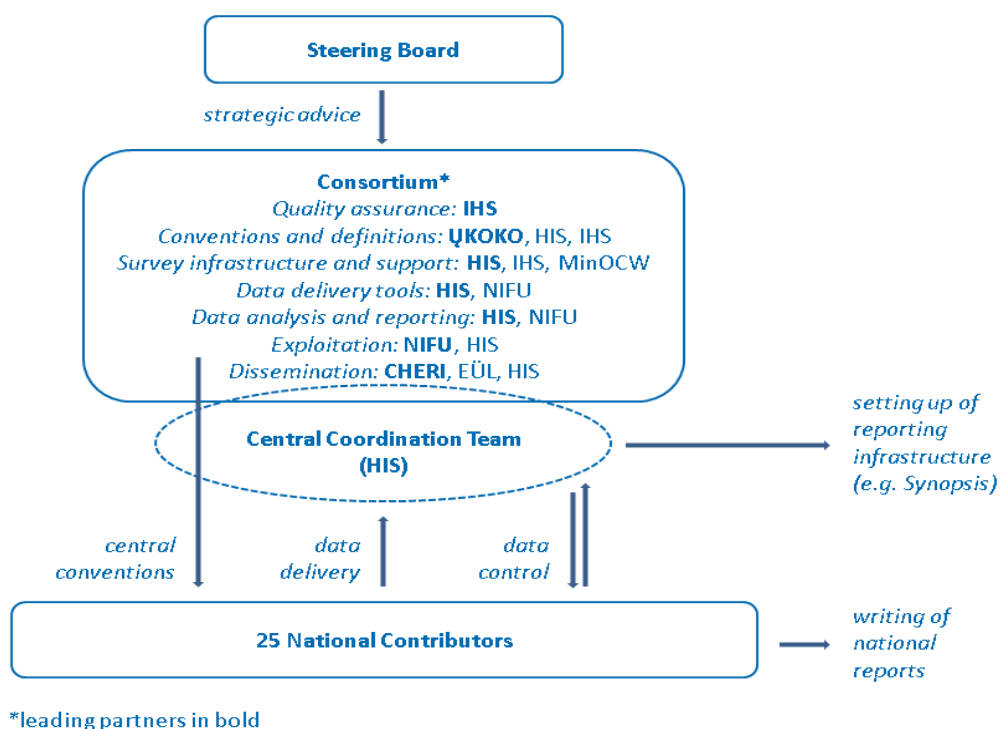 Steering Board
strategic advice
Consortium*
Quality assurance: IHS
Conventions and definitions: ŲKOKO, HIS, IHS
Survey infrastructure and support: HIS, IHS, MinOCW
Data delivery tools: HIS, NIFU
Data analysis and reporting: HIS, NIFU
Exploitation: NIFU, HIS
Dissemination: CHERI, EÜL, HIS
Central Coordination Team
(HIS)
setting up of
reporting
infrastructure
(e.g. Synopsis)
central
conventions
data
delivery
data
control
25 National Contributors
writing of
national
reports
*leading partners in bold